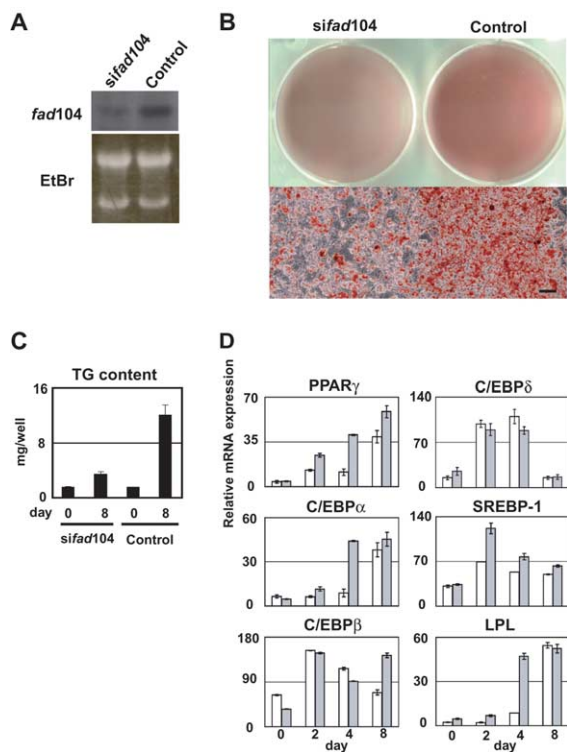 A
sifad104
Control
fad104
EtBr
B
sifad104 Control
C
TG content
16
8
0
mg/well
day 0 8 0 8
sifad104 Control
D
Relative mRNA expression
PPARγ
70
35
0
C/EBPδ
140
70
0
C/EBPα
60
30
0
SREBP-1
140
70
0
C/EBPβ
180
90
0
0 2 4 8
day
LPL
60
30
0
0 2 4 8
day